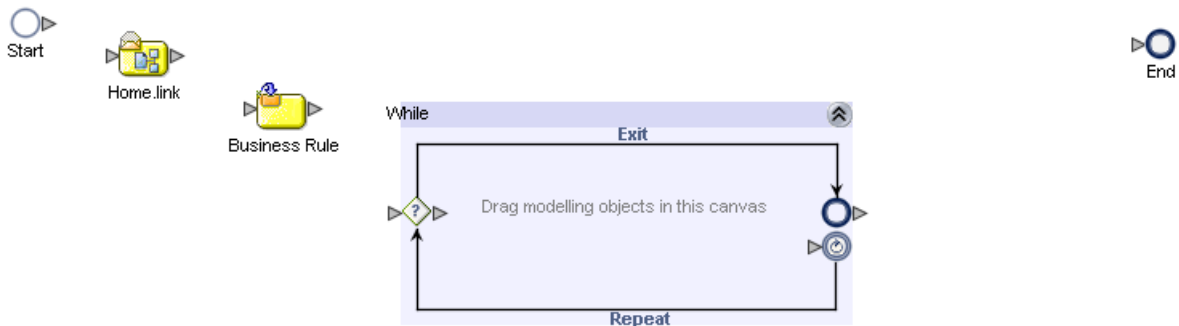 Start
Home.link
Business Rule
While
Exit
?
Drag modelling objects in this canvas
Repeat
End